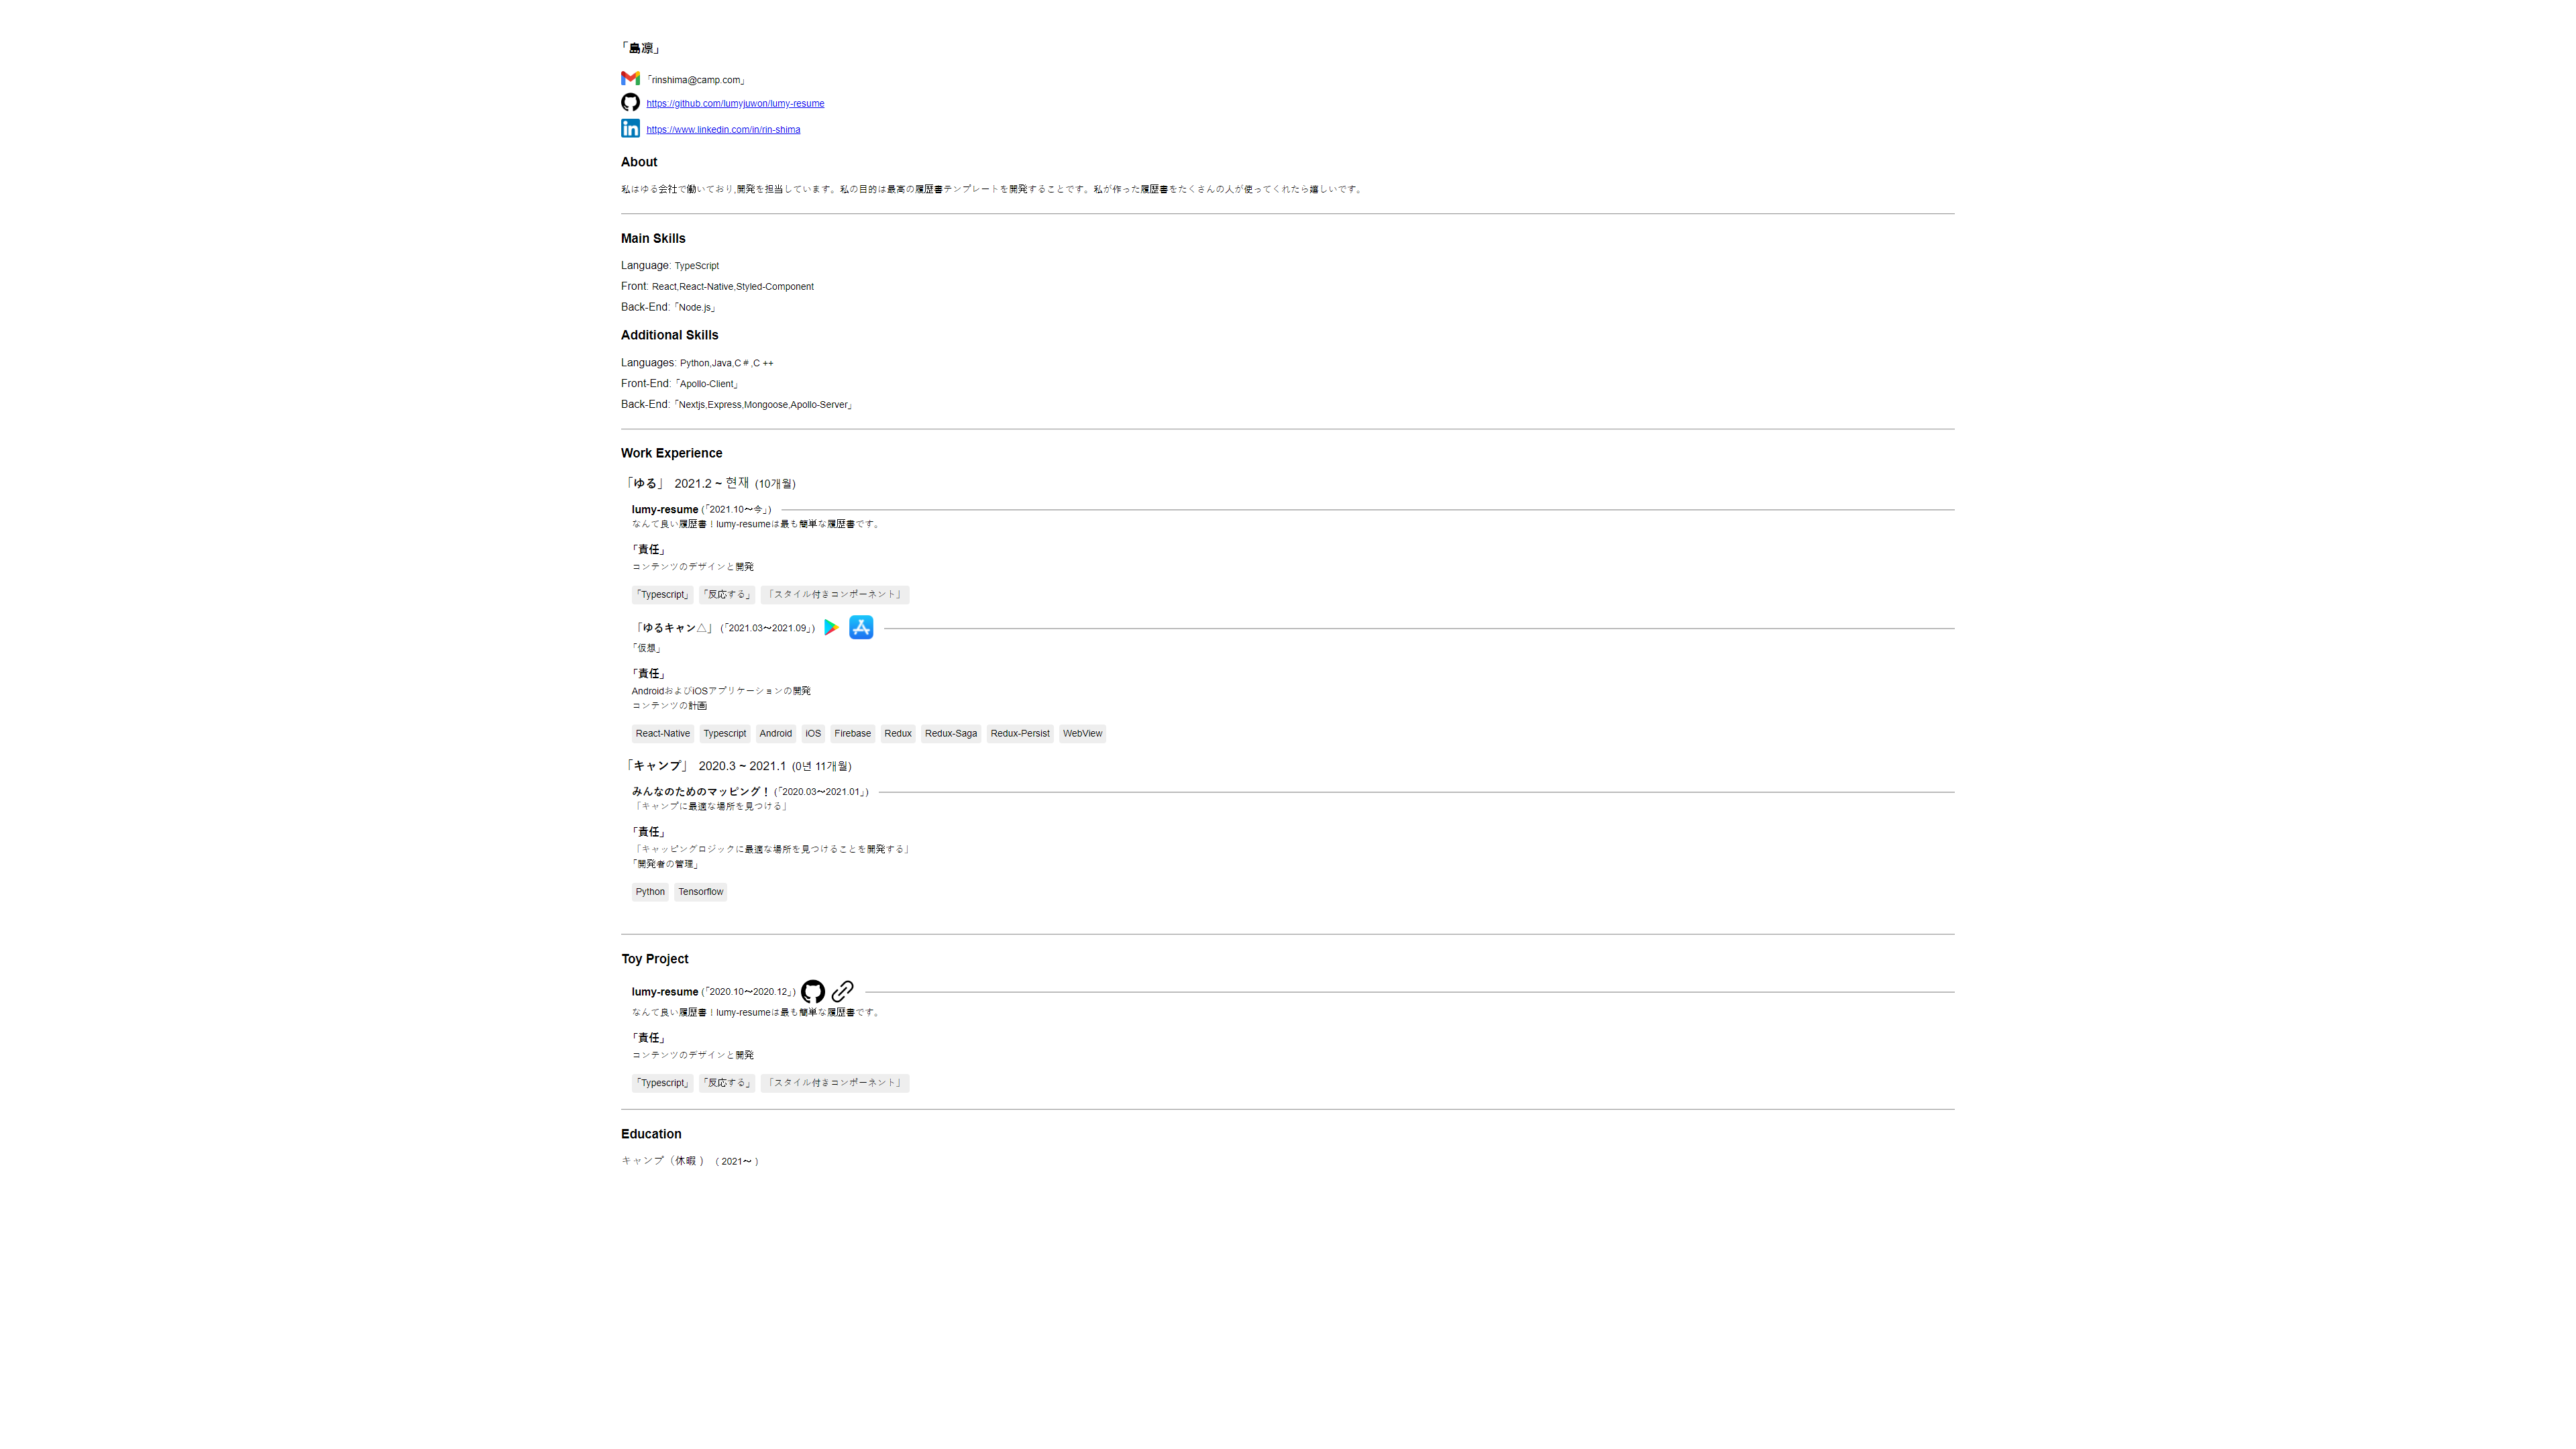 「島凛」
「rinshima@camp.com」
https://github.com/lumyjuwon/lumy-resume
https://www.linkedin.com/in/rin-shima
About
私はゆる会社で働いており,開発を担当しています。私の目的は最高の履歴書テンプレートを開発することです。私が作った履歴書をたくさんの人が使ってくれたら嬉しいです。
Main Skills
Language: TypeScript
Front: React,React-Native,Styled-Component
Back-End:「Node.js」
Additional Skills
Languages: Python,Java,C＃,C ++
Front-End:「Apollo-Client」
Back-End:「Nextjs,Express,Mongoose,Apollo-Server」
Work Experience
「ゆる」 2021.2 ~ 현재 (10개월)
lumy-resume (「2021.10〜今」)
なんて良い履歴書！lumy-resumeは最も簡単な履歴書です。
「責任」
コンテンツのデザインと開発
「Typescript」 「反応する」 「スタイル付きコンポーネント」
「ゆるキャン△」 (「2021.03〜2021.09」)
「仮想」
「責任」
AndroidおよびiOSアプリケーションの開発
コンテンツの計画
React-Native Typescript Android iOS Firebase Redux Redux-Saga Redux-Persist WebView
「キャンプ」 2020.3 ~ 2021.1 (0년 11개월)
みんなのためのマッピング！ (「2020.03〜2021.01」)
「キャンプに最適な場所を見つける」
「責任」
「キャッピングロジックに最適な場所を見つけることを開発する」
「開発者の管理」
Python Tensorflow
Toy Project
lumy-resume (「2020.10〜2020.12」)
なんて良い履歴書！lumy-resumeは最も簡単な履歴書です。
「責任」
コンテンツのデザインと開発
「Typescript」 「反応する」 「スタイル付きコンポーネント」
Education
キャンプ（休暇） ( 2021〜 )